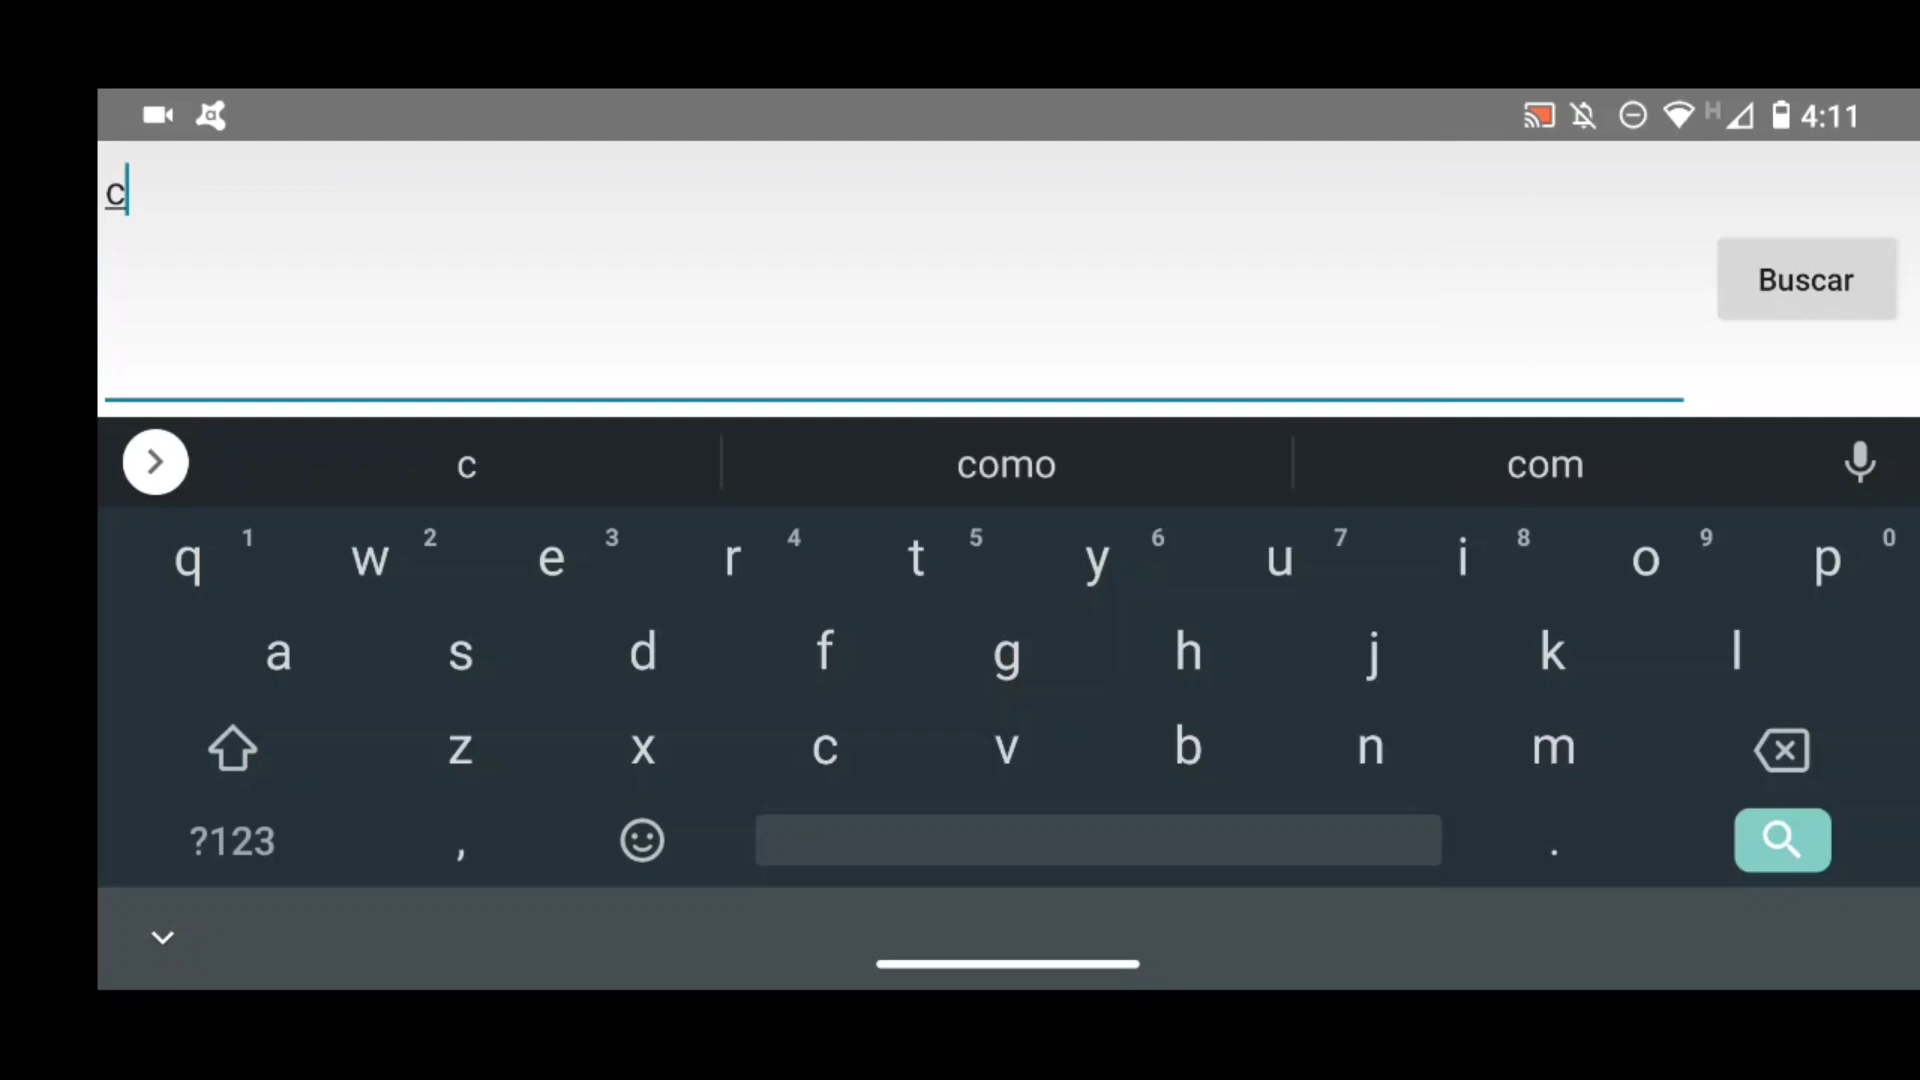 H 4:11
c
Buscar
c como com
q 1 w 2 e 3 r 4 t 5 y 6 u 7 i 8 o 9 p 0
a s d f g h j k l
z x c v b n m
?123 , .